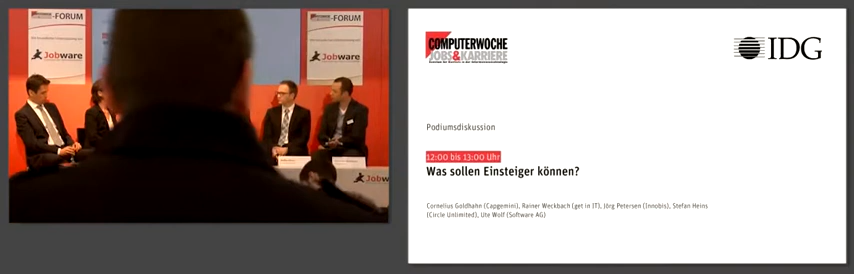 COMPUTERWOCHE -FORUM
Jobware
-FORUM
Jobware
Jobw
COMPUTERWOCHE
JOBS&KARRIERE
IDG
Podiumsdiskussion
12:00 bis 13:00 Uhr
Was sollen Einsteiger können?
Cornelius Goldhahn (Capgemini), Rainer Weckbach (get in IT), Jörg Petersen (Innobis), Stefan Heins
(Circle Unlimited), Ute Wolf (Software AG)